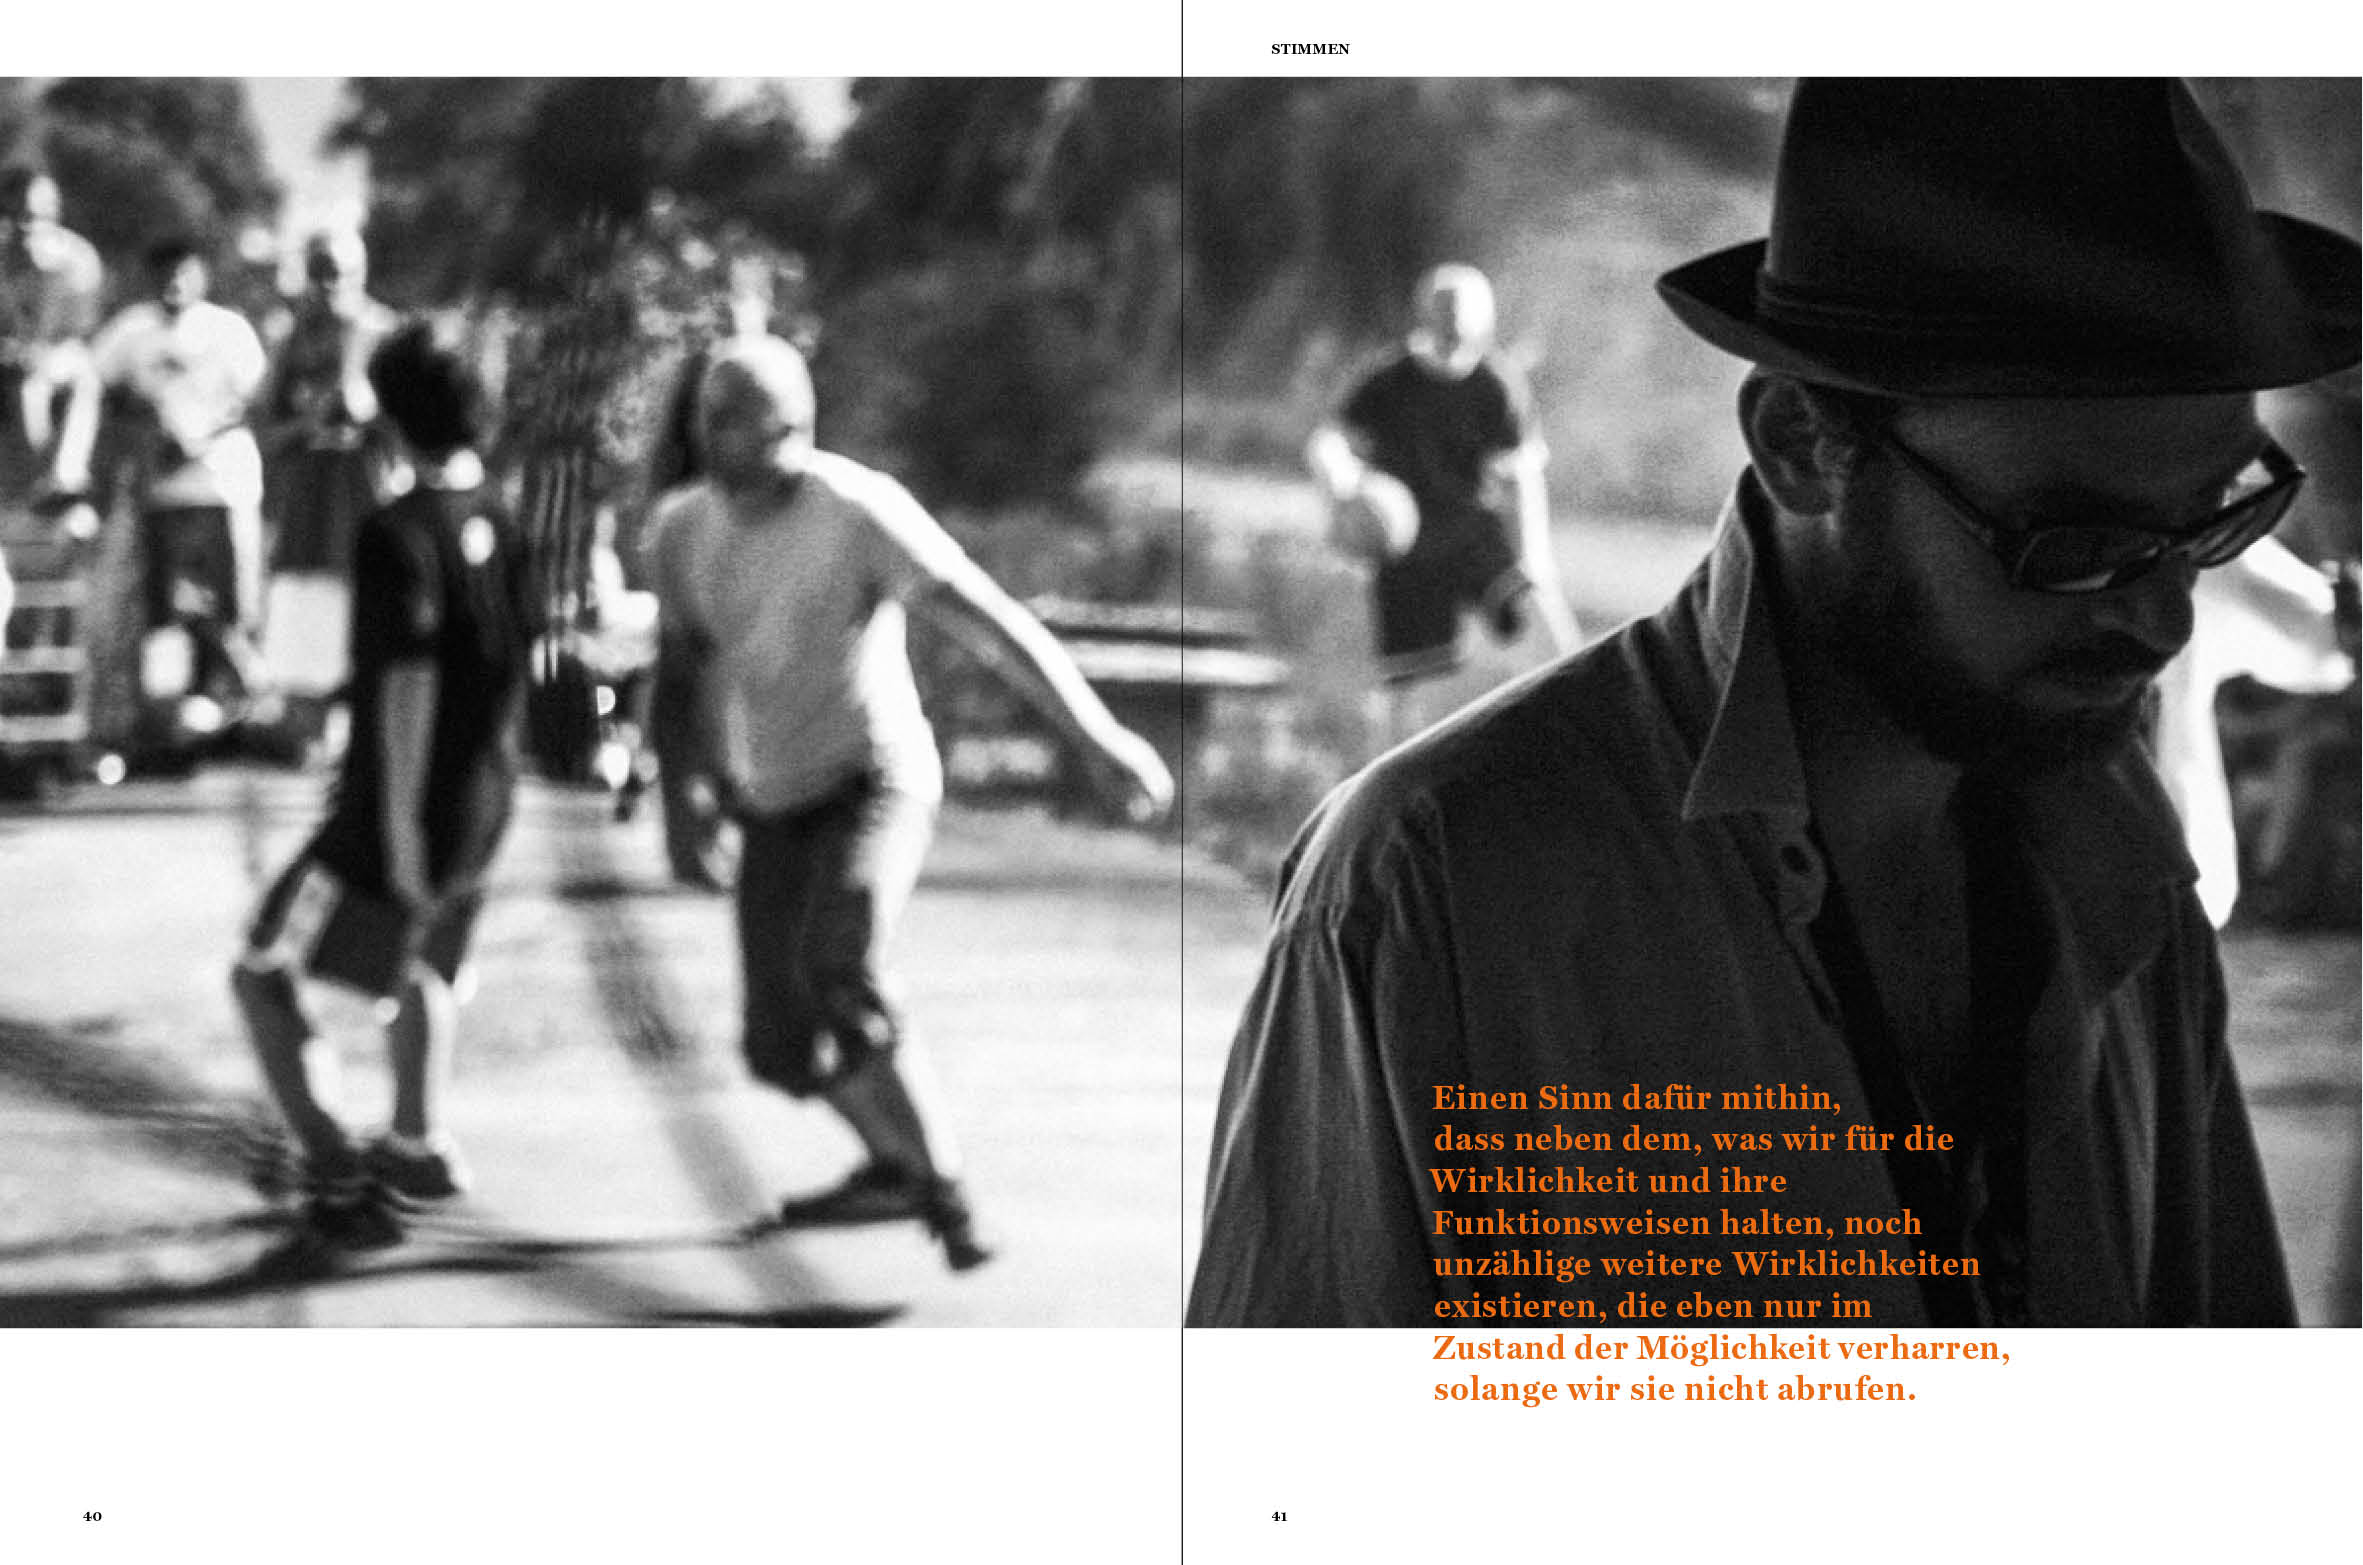 STIMMEN
Einen Sinn dafür mithin,
dass neben dem, was wir für die
Wirklichkeit und ihre
Funktionsweisen halten, noch
unzählige weitere Wirklichkeiten
existieren, die eben nur im
Zustand der Möglichkeit verharren,
solange wir sie nicht abrufen.
40
41